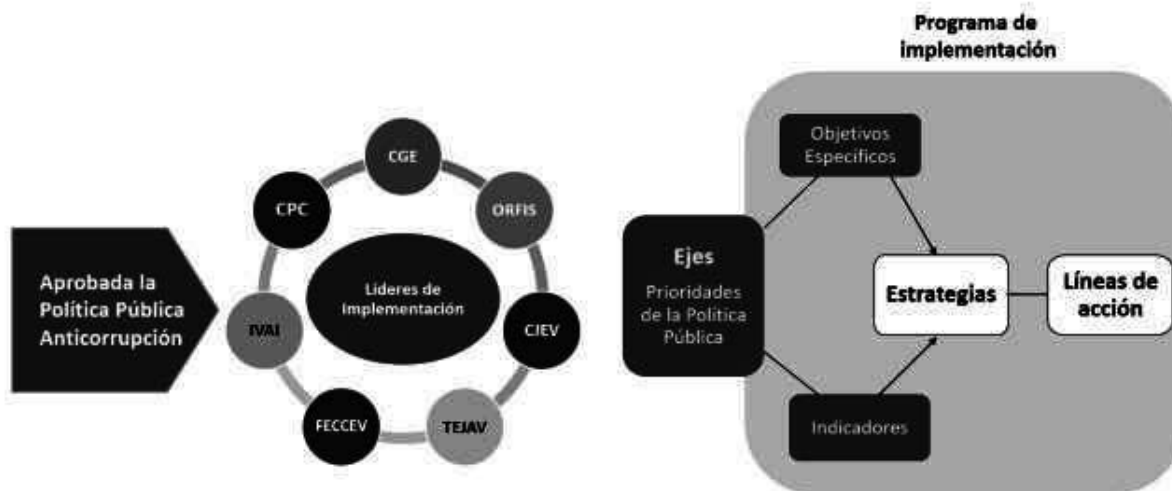 Aprobada la
Política Pública
Anticorrupción
CGE
ORFIS
CJEV
TEJAV
FECCEV
IVAI
CPC
Líderes de
Implementación
Programa de
implementación
Objetivos
Específicos
Ejes
Prioridades
de la Política
Pública
Estrategias
Líneas de
acción
Indicadores